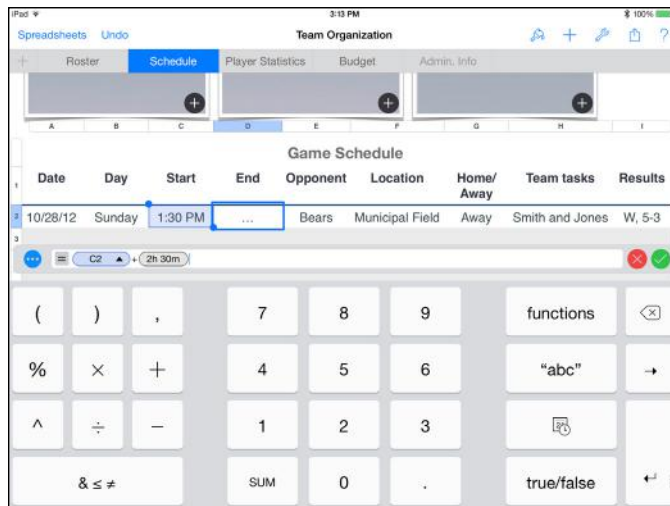 iPad 3:13 PM 100%
Spreadsheets Undo Team Organization ?
+ Roster Schedule Player Statistics Budget Admin. Info
A B C D E F G H I
Game Schedule
1 Date Day Start End Opponent Location Home/ Away Team tasks Results
2 10/28/12 Sunday 1:30 PM ... Bears Municipal Field Away Smith and Jones W, 5-3
3
= C2 ▲ + 2h 30m
( ) , 7 8 9 functions
% × + 4 5 6 "abc" →
^ ÷ − 1 2 3
& ≤ ≠ SUM 0 . true/false ↵